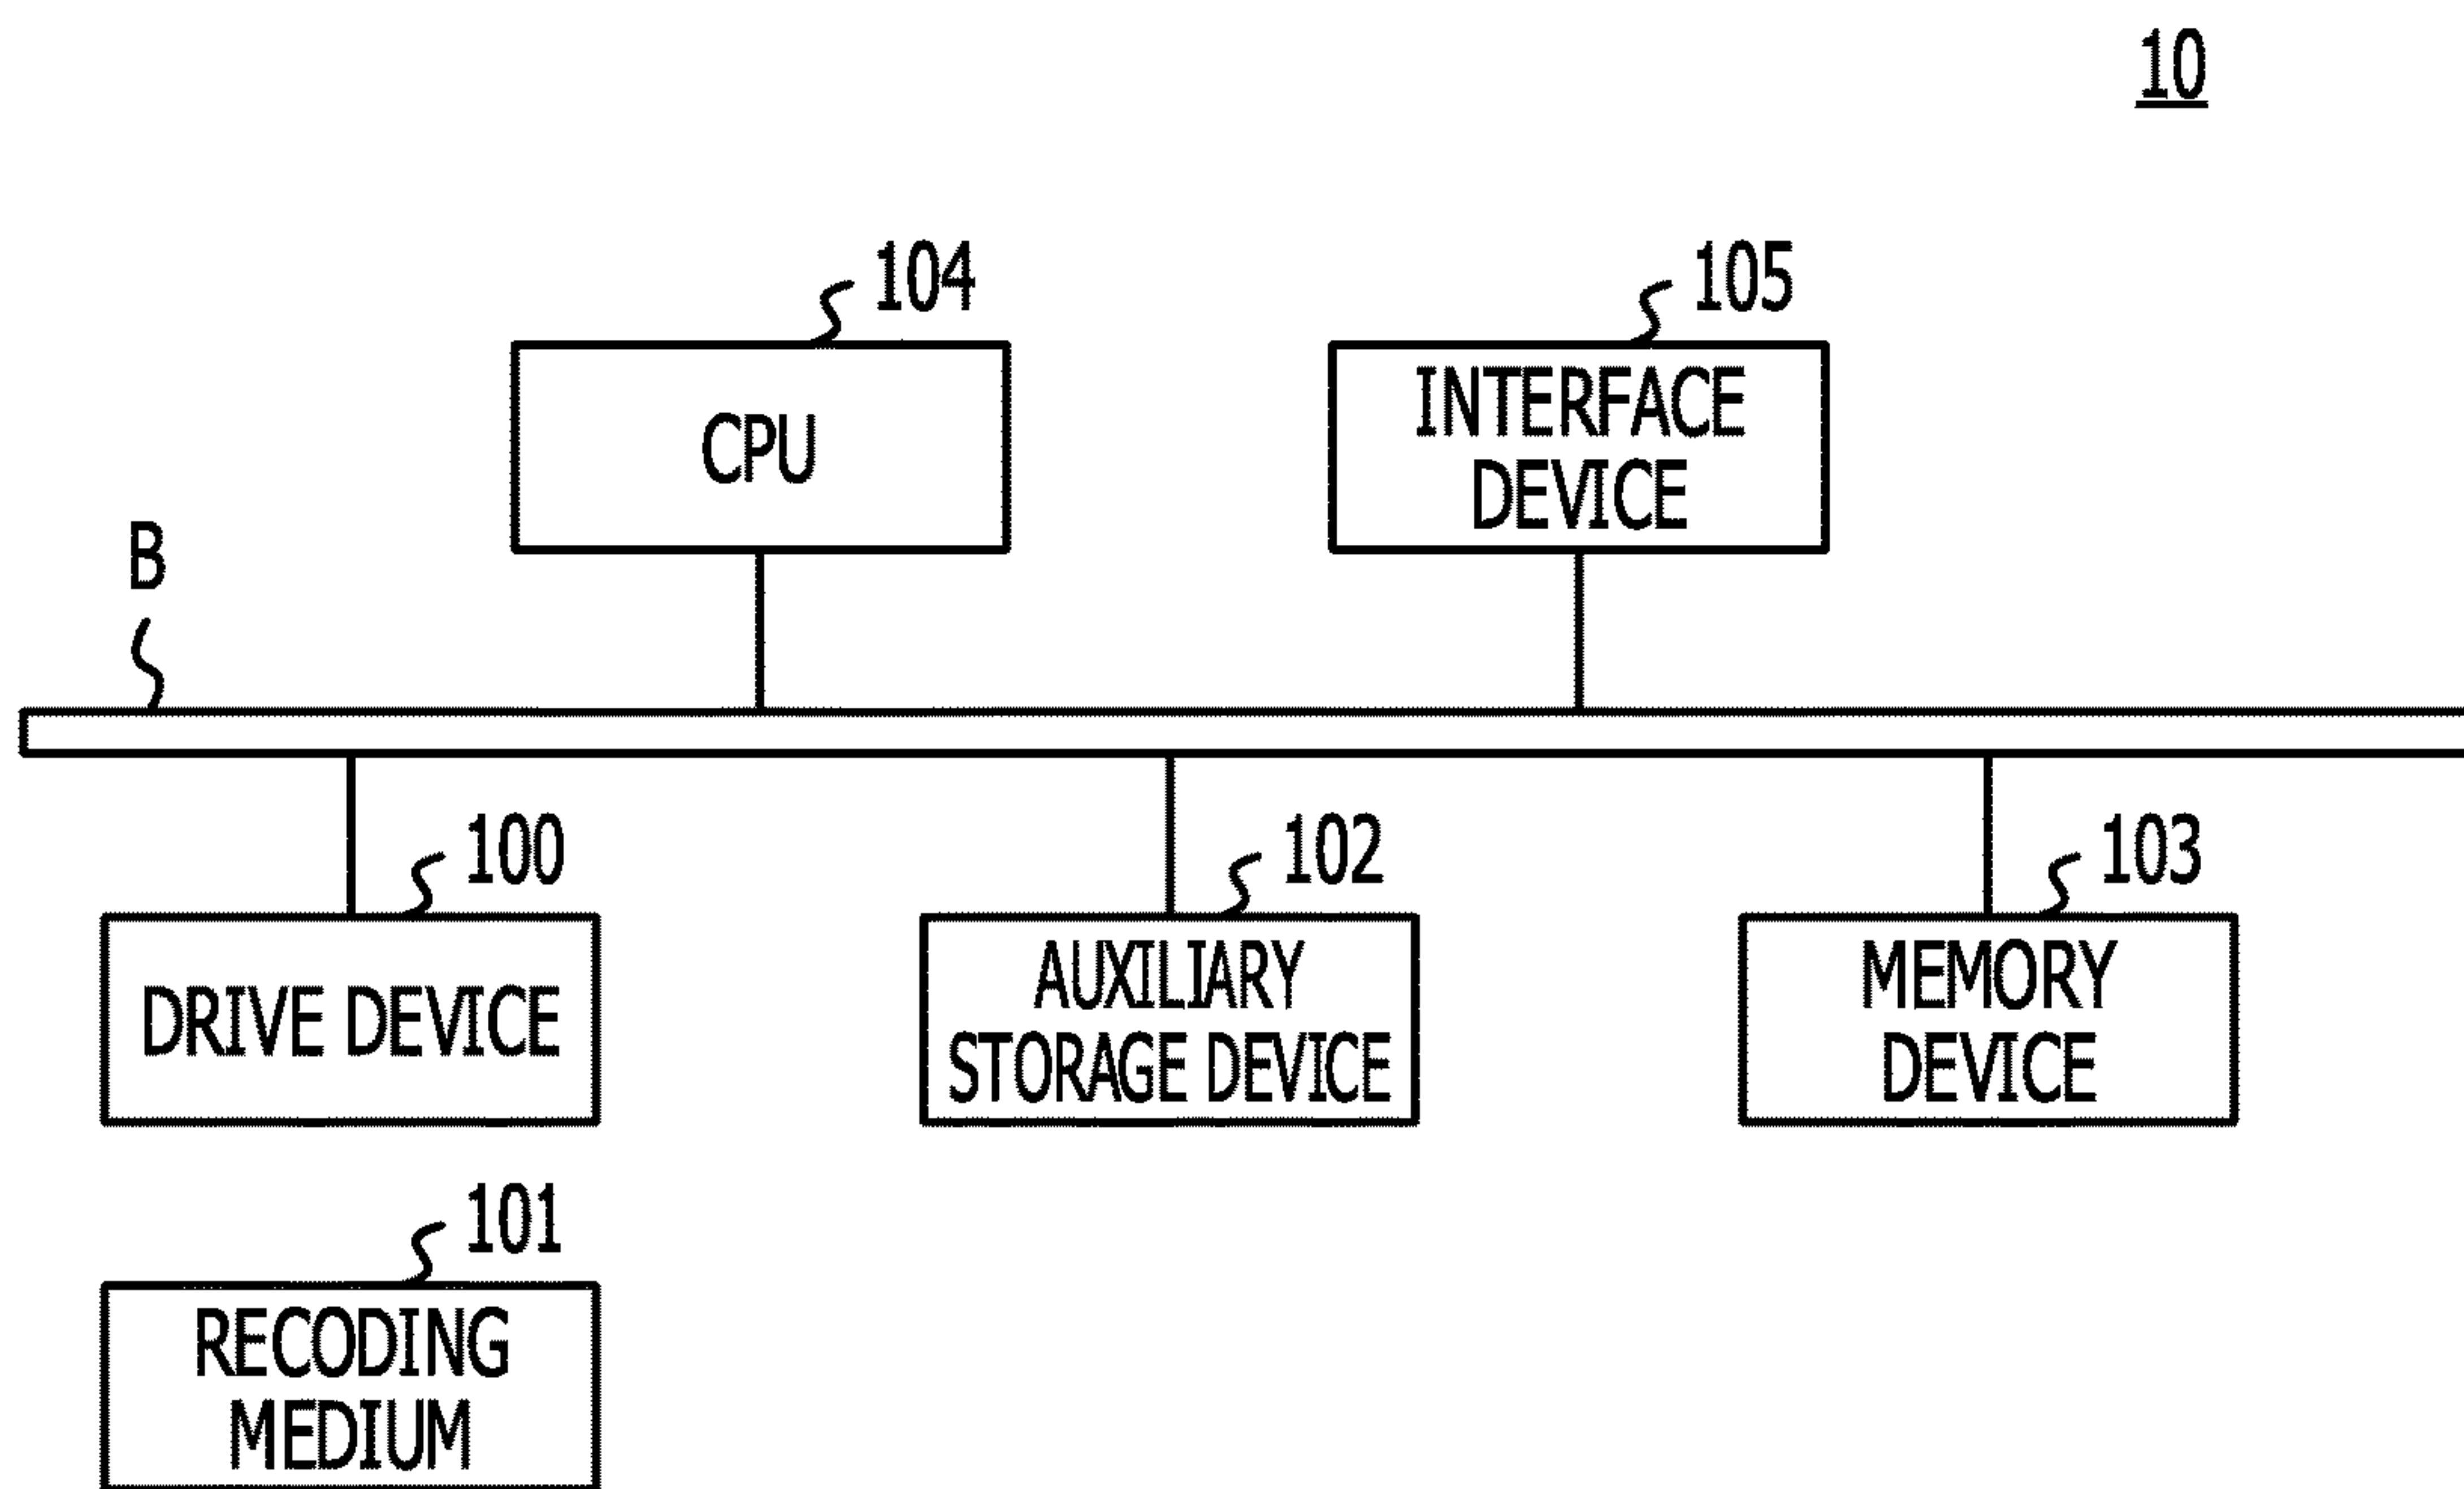 10
104
105
CPU
INTERFACE
DEVICE
B
100
102
103
DRIVE DEVICE
AUXILIARY
STORAGE DEVICE
MEMORY
DEVICE
101
RECODING
MEDIUM